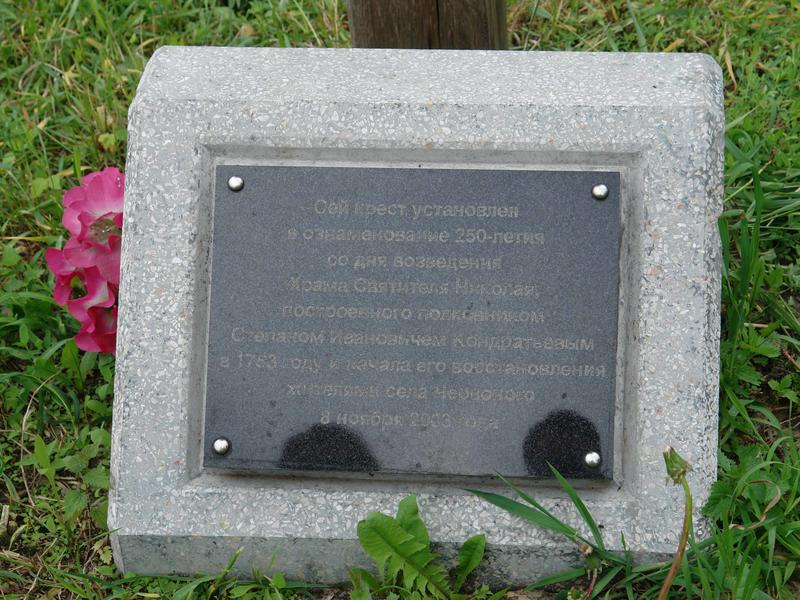 Сей крест установлен
в ознаменование 250-летия
со дня возведения
Храма Святителя Николая,
построенного полковником
Степаном Ивановичем Кондратьевым
в 1753 году и начала его восстановления
жителями села Червоного
8 ноября 2003 года